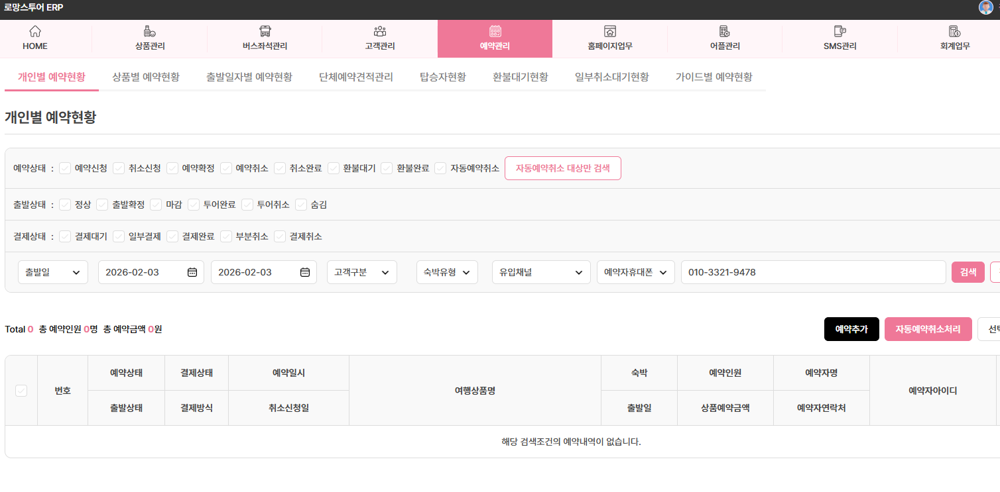 로망스투어 ERP
HOME 상품관리 버스좌석관리 고객관리 예약관리 홈페이지업무 어플관리 SMS관리 회계업무
개인별 예약현황 상품별 예약현황 출발일자별 예약현황 단체예약견적관리 탑승자현황 환불대기현황 일부취소대기현황 가이드별 예약현황
개인별 예약현황
예약상태 : 예약신청 취소신청 예약확정 예약취소 취소완료 환불대기 환불완료 자동예약취소 자동예약취소 대상만 검색
출발상태 : 정상 출발확정 마감 투어완료 투어취소 숨김
결제상태 : 결제대기 일부결제 결제완료 부분취소 결제취소
출발일 2026-02-03 2026-02-03 고객구분 숙박유형 유입채널 예약자휴대폰 010-3321-9478 검색
Total 0 총 예약인원 0명 총 예약금액 0원 예약추가 자동예약취소처리
번호 예약상태 결제상태 예약일시 여행상품명 숙박 예약인원 예약자명 예약자아이디
출발상태 결제방식 취소신청일 출발일 상품예약금액 예약자연락처
해당 검색조건의 예약내역이 없습니다.